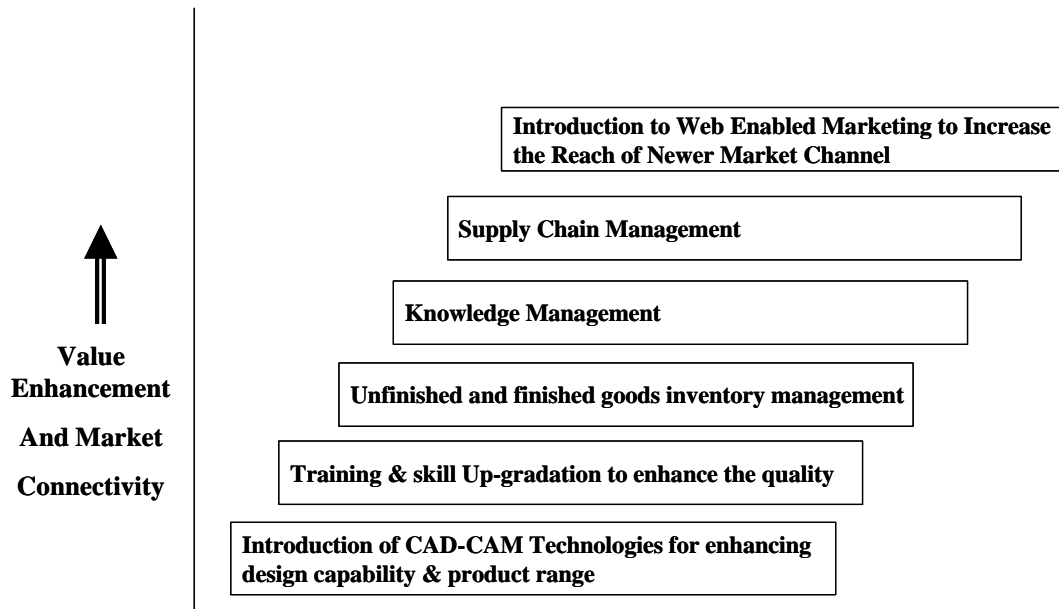 Introduction to Web Enabled Marketing to Increase
the Reach of Newer Market Channel
Supply Chain Management
Knowledge Management
Unfinished and finished goods inventory management
Training & skill Up-gradation to enhance the quality
Introduction of CAD-CAM Technologies for enhancing
design capability & product range
Value
Enhancement
And Market
Connectivity